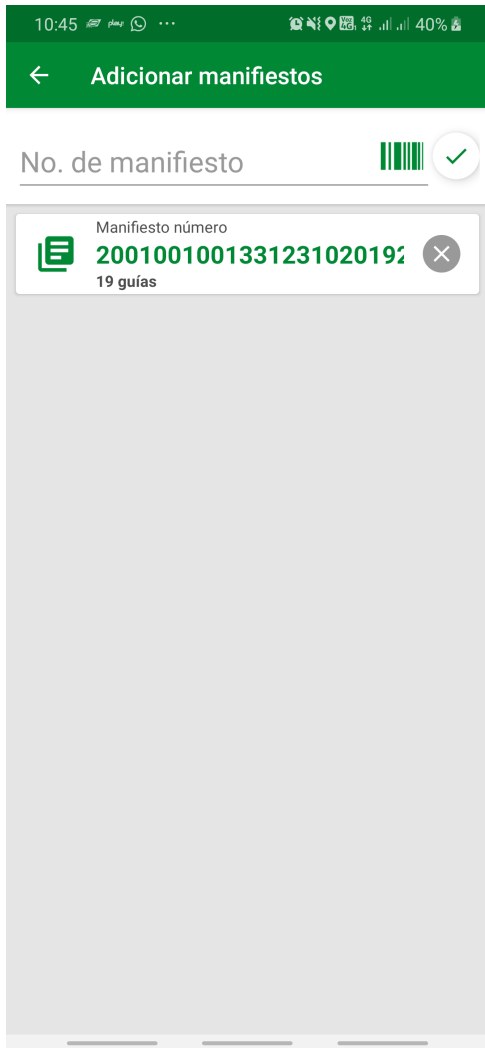 10:45 40%
Adicionar manifiestos
No. de manifiesto
Manifiesto número
200100100133123102019
19 guías